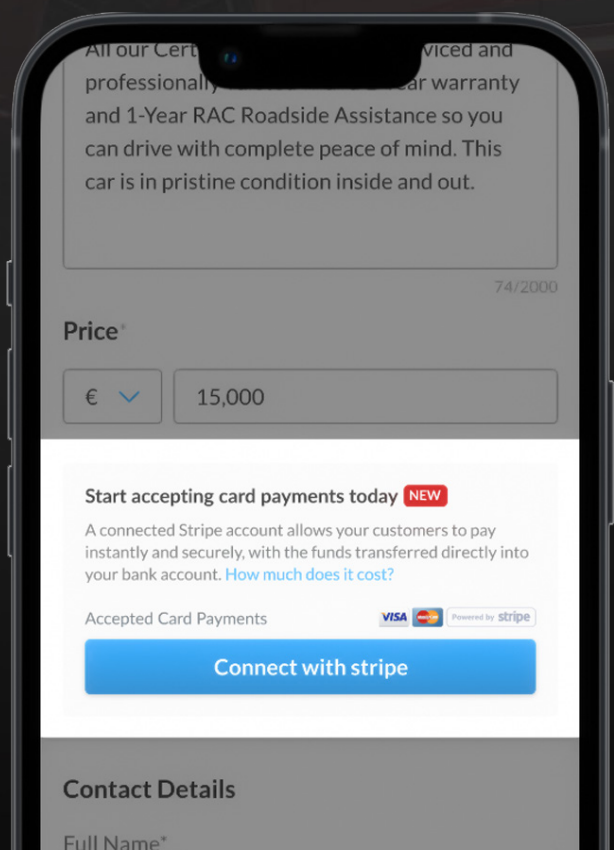 All our Cert viced and
professionally ar warranty
and 1-Year RAC Roadside Assistance so you
can drive with complete peace of mind. This
car is in pristine condition inside and out.
74/2000
Price*
€ 15,000
Start accepting card payments today NEW
A connected Stripe account allows your customers to pay
instantly and securely, with the funds transferred directly into
your bank account. How much does it cost?
Accepted Card Payments VISA MasterCard Powered by stripe
Connect with stripe
Contact Details
Full Name*